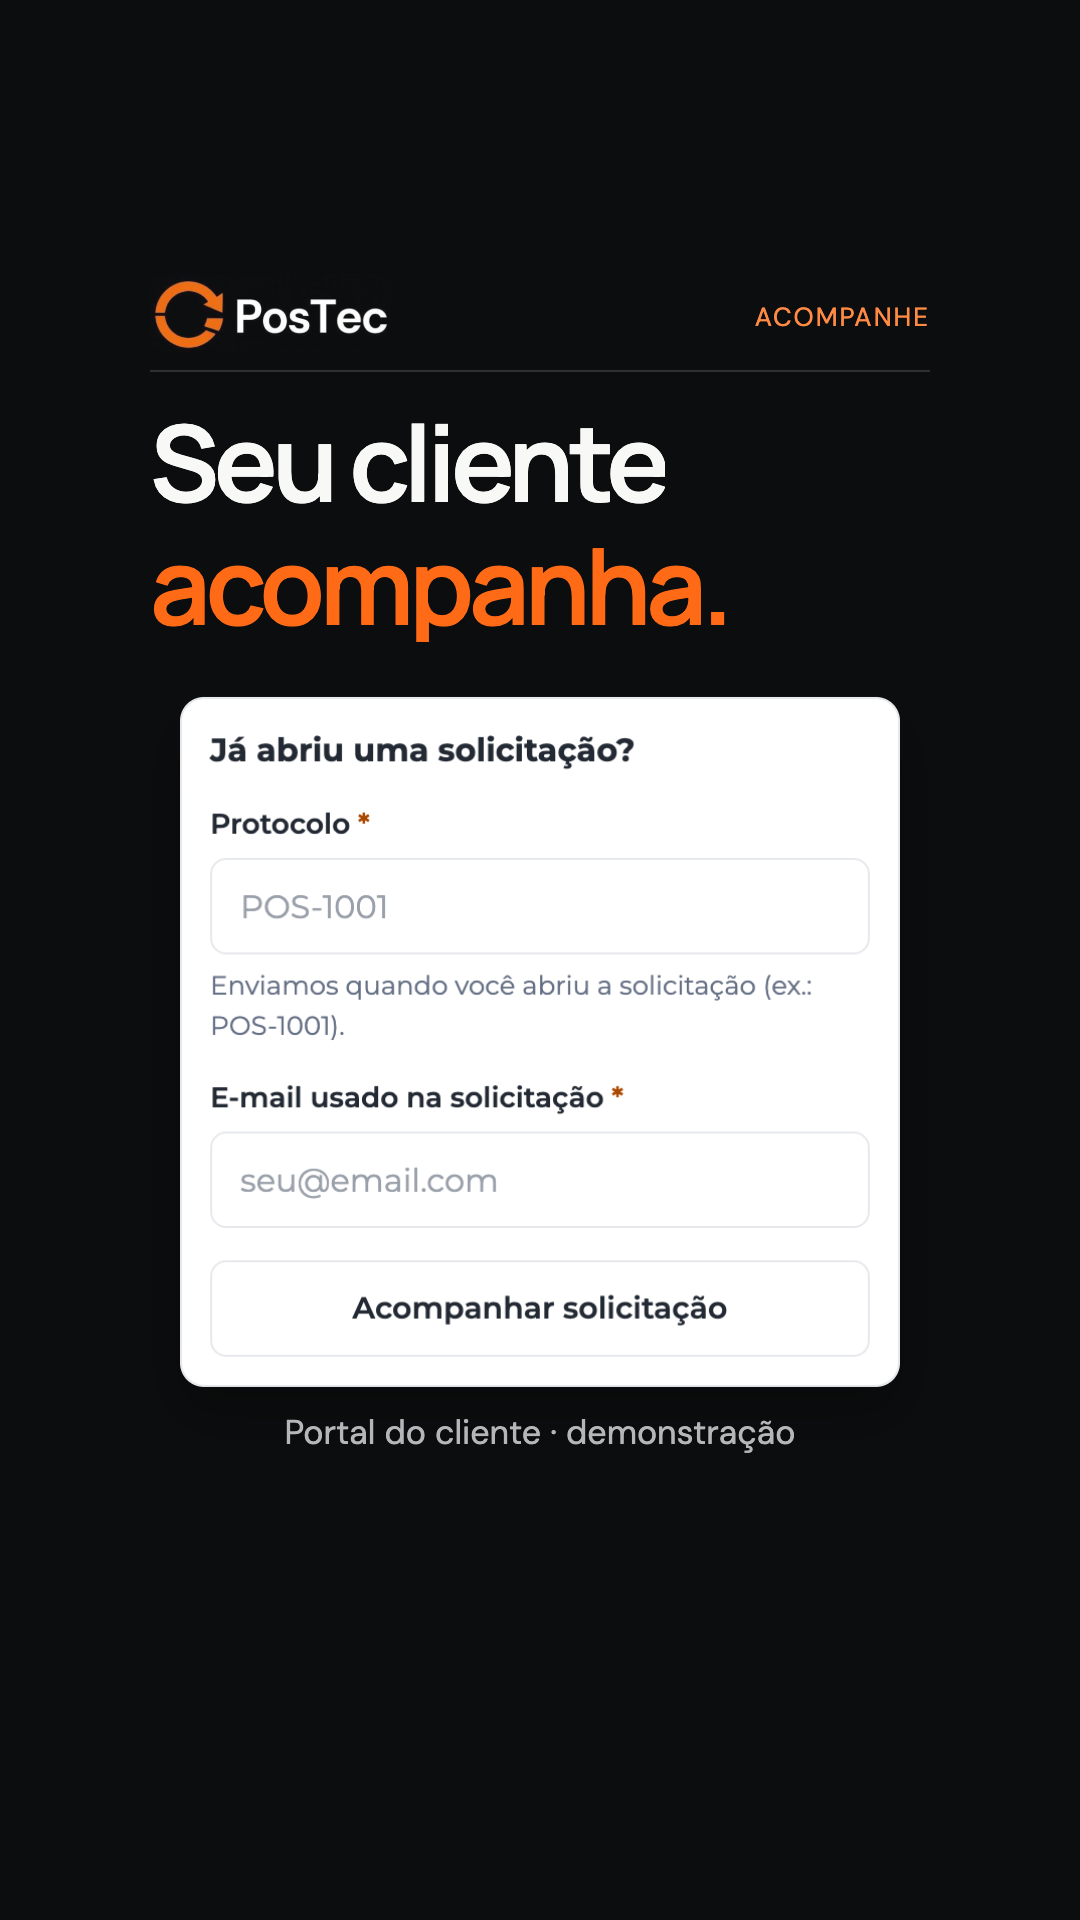 PosTec
ACOMPANHE
Seu cliente
acompanha.
Já abriu uma solicitação?
Protocolo *
POS-1001
Enviamos quando você abriu a solicitação (ex.:
POS-1001).
E-mail usado na solicitação *
seu@email.com
Acompanhar solicitação
Portal do cliente · demonstração